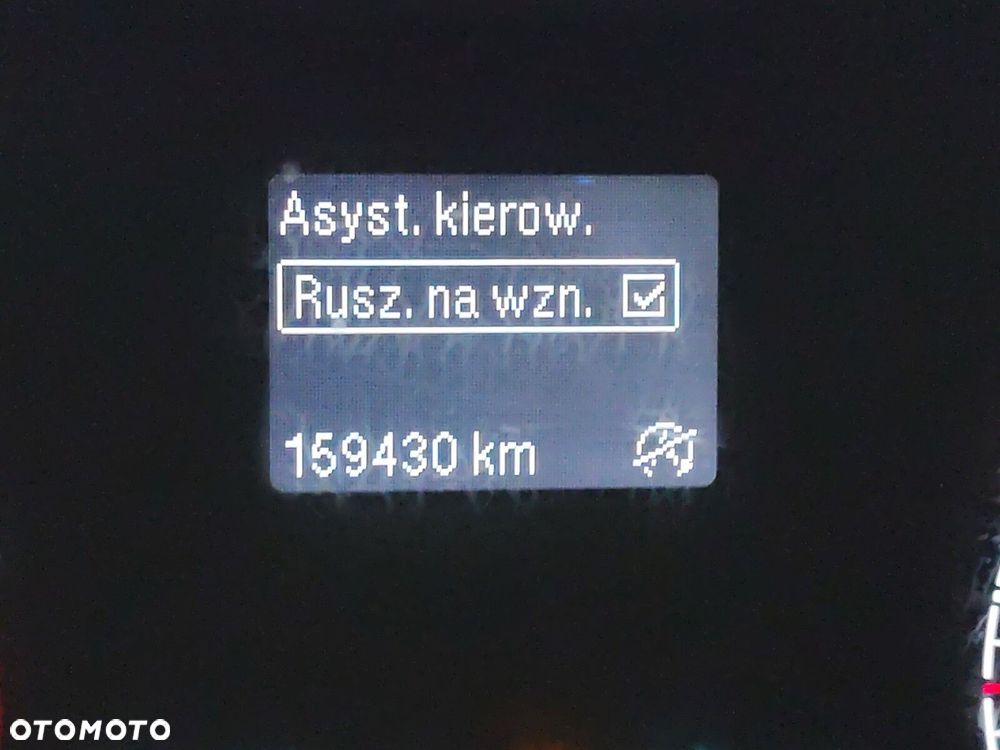 Asyst. kierow.
Rusz. na wzn.
159430 km
OTOMOTO